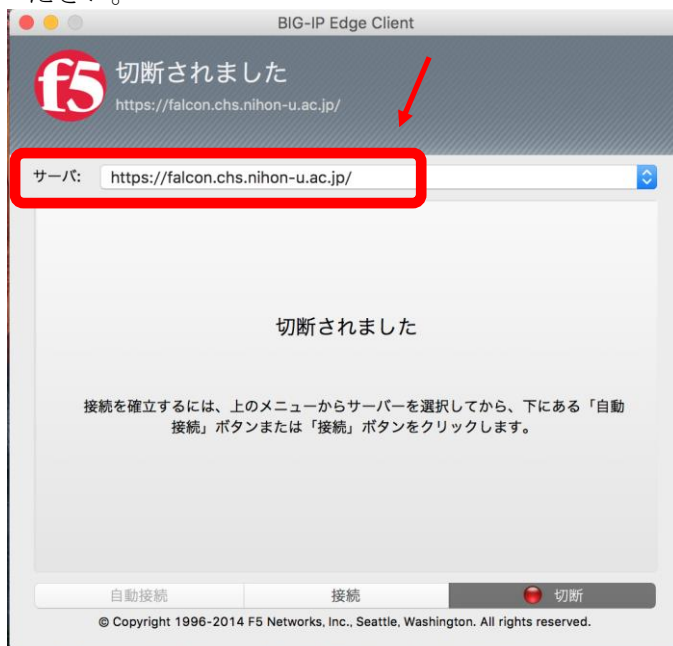 ださい。
BIG-IP Edge Client
f5
切断されました
https://falcon.chs.nihon-u.ac.jp/
サーバ: https://falcon.chs.nihon-u.ac.jp/
切断されました
接続を確立するには、上のメニューからサーバーを選択してから、下にある「自動
接続」ボタンまたは「接続」ボタンをクリックします。
自動接続 接続 切断
© Copyright 1996-2014 F5 Networks, Inc., Seattle, Washington. All rights reserved.